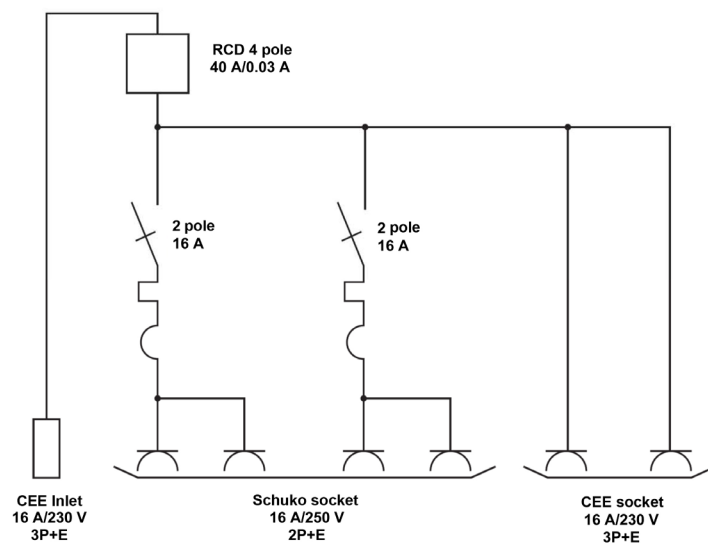 RCD 4 pole
40 A/0.03 A
2 pole
16 A
2 pole
16 A
CEE Inlet
16 A/230 V
3P+E
Schuko socket
16 A/250 V
2P+E
CEE socket
16 A/230 V
3P+E